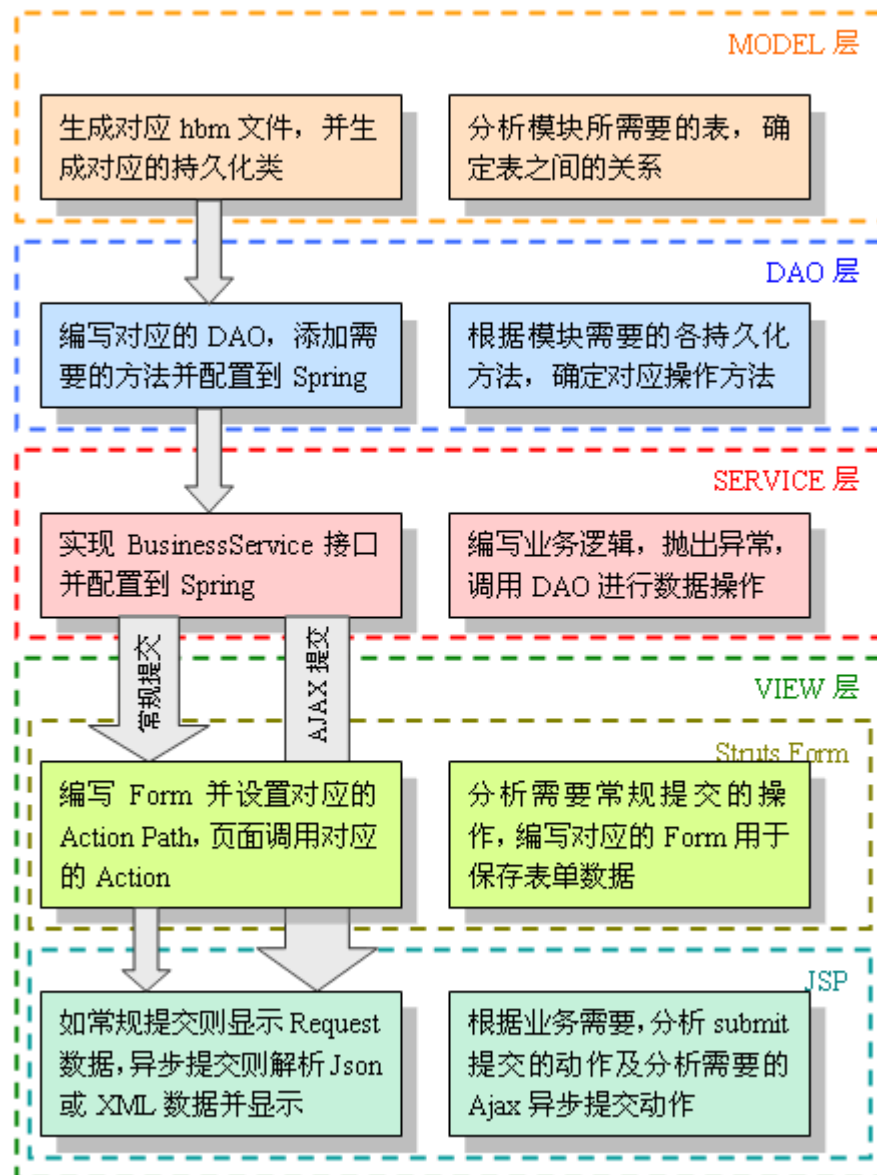 MODEL 层
生成对应 hbm 文件，并生
成对应的持久化类
分析模块所需要的表，确
定表之间的关系
DAO 层
编写对应的 DAO，添加需
要的方法并配置到 Spring
根据模块需要的各持久化
方法，确定对应操作方法
SERVICE 层
实现 BusinessService 接口
并配置到 Spring
编写业务逻辑，抛出异常，
调用 DAO 进行数据操作
常规提交
AJAX 提交
VIEW 层
Struts Form
编写 Form 并设置对应的
Action Path，页面调用对应
的 Action
分析需要常规提交的操
作，编写对应的 Form 用于
保存表单数据
JSP
如常规提交则显示 Request
数据，异步提交则解析 Json
或 XML 数据并显示
根据业务需要，分析 submit
提交的动作及分析需要的
Ajax 异步提交动作